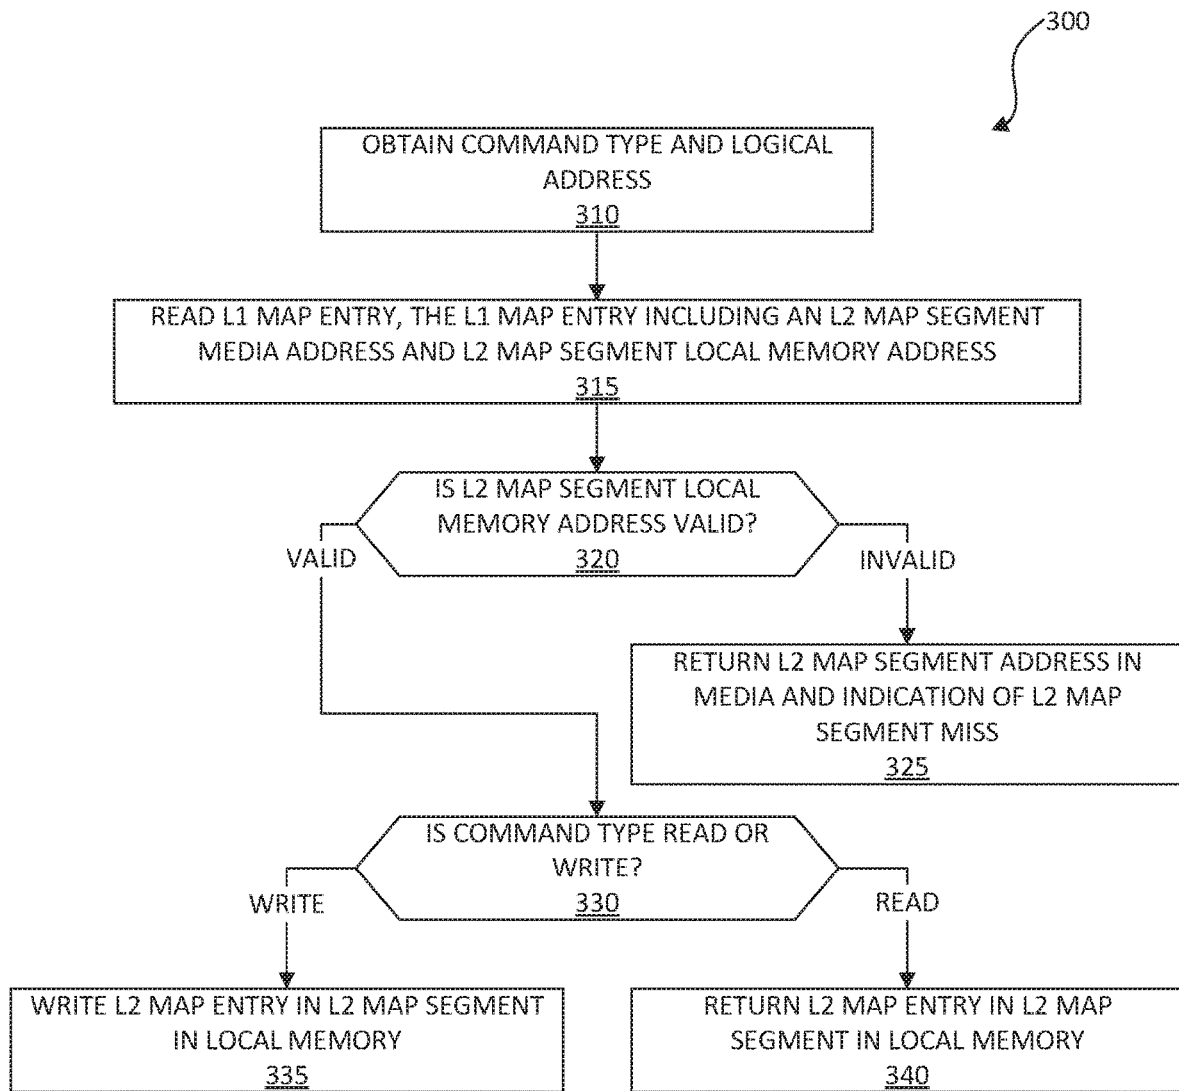 300
OBTAIN COMMAND TYPE AND LOGICAL
ADDRESS
310
READ L1 MAP ENTRY, THE L1 MAP ENTRY INCLUDING AN L2 MAP SEGMENT
MEDIA ADDRESS AND L2 MAP SEGMENT LOCAL MEMORY ADDRESS
315
IS L2 MAP SEGMENT LOCAL
MEMORY ADDRESS VALID?
320
VALID
INVALID
RETURN L2 MAP SEGMENT ADDRESS IN
MEDIA AND INDICATION OF L2 MAP
SEGMENT MISS
325
IS COMMAND TYPE READ OR
WRITE?
330
WRITE
READ
WRITE L2 MAP ENTRY IN L2 MAP SEGMENT
IN LOCAL MEMORY
335
RETURN L2 MAP ENTRY IN L2 MAP
SEGMENT IN LOCAL MEMORY
340